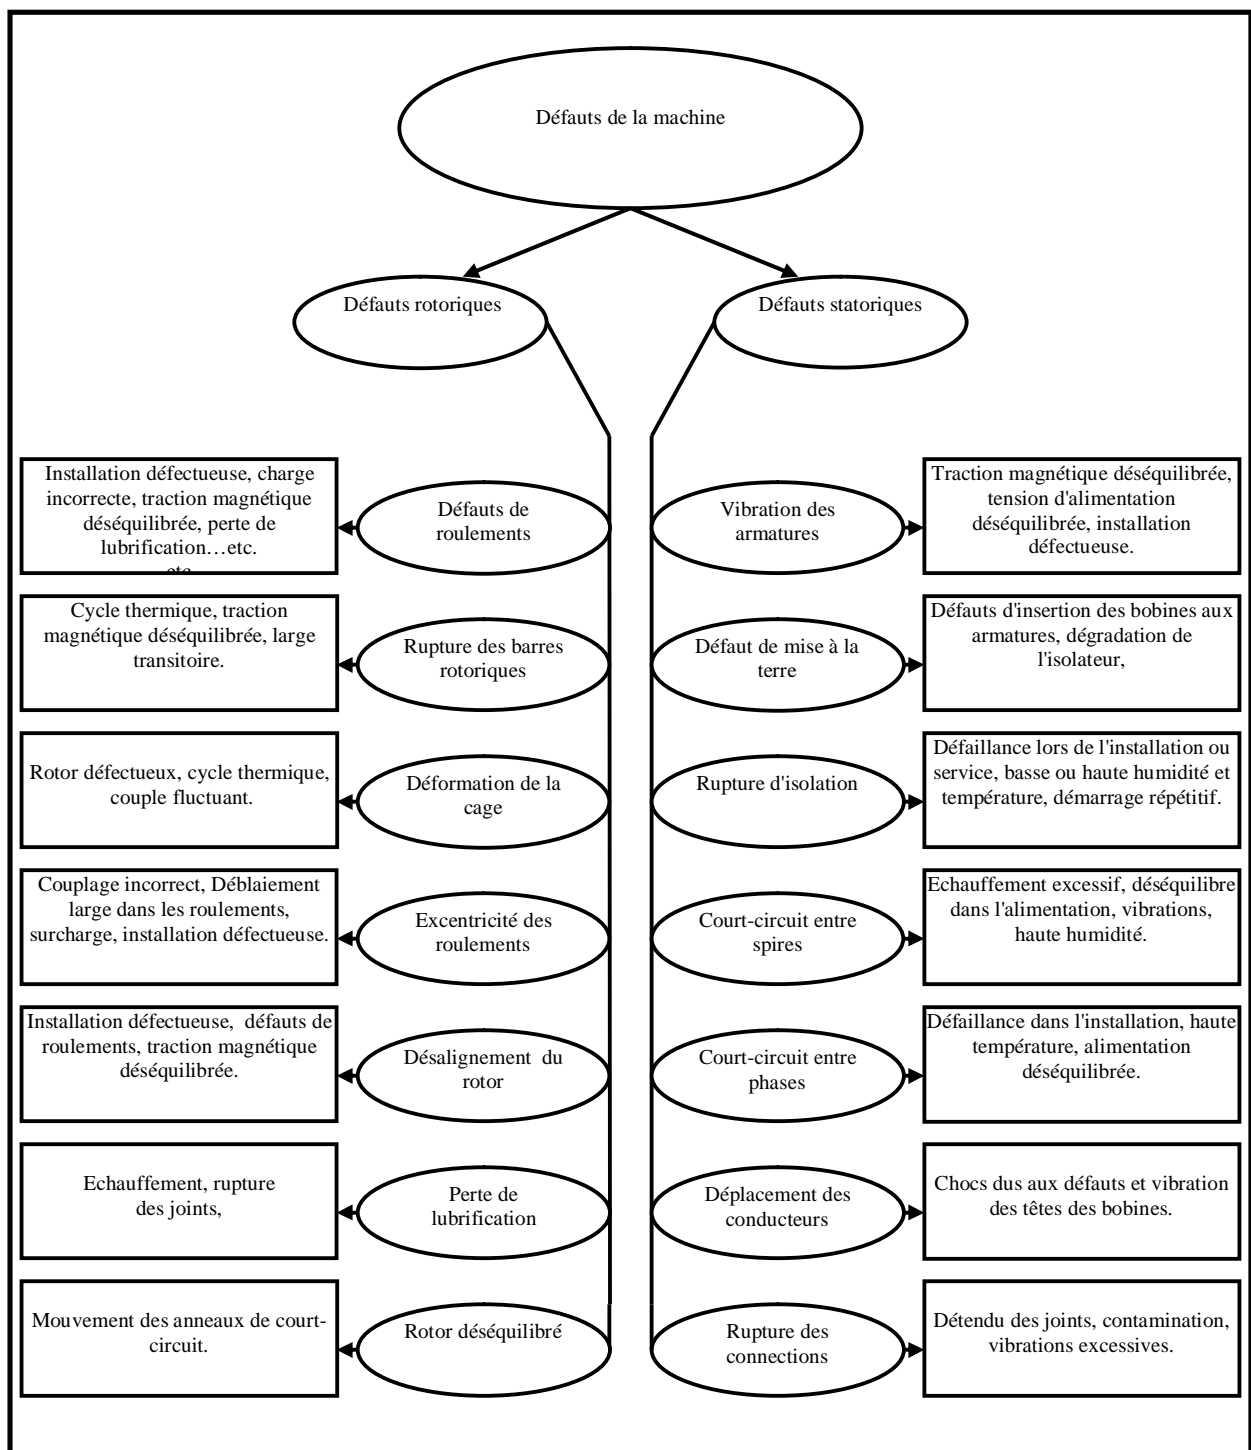 Défauts de la machine
Défauts rotoriques
Défauts statoriques
Installation défectueuse, charge
incorrecte, traction magnétique
déséquilibrée, perte de
lubrification…etc.
etc
Défauts de
roulements
Vibration des
armatures
Traction magnétique déséquilibrée,
tension d'alimentation
déséquilibrée, installation
défectueuse.
Cycle thermique, traction
magnétique déséquilibrée, large
transitoire.
Rupture des barres
rotoriques
Défaut de mise à la
terre
Défauts d'insertion des bobines aux
armatures, dégradation de
l'isolateur,
Rotor défectueux, cycle thermique,
couple fluctuant.
Déformation de la
cage
Rupture d'isolation
Défaillance lors de l'installation ou
service, basse ou haute humidité et
température, démarrage répétitif.
Couplage incorrect, Déblaiement
large dans les roulements,
surcharge, installation défectueuse.
Excentricité des
roulements
Court-circuit entre
spires
Echauffement excessif, déséquilibre
dans l'alimentation, vibrations,
haute humidité.
Installation défectueuse, défauts de
roulements, traction magnétique
déséquilibrée.
Désalignement du
rotor
Court-circuit entre
phases
Défaillance dans l'installation, haute
température, alimentation
déséquilibrée.
Echauffement, rupture
des joints,
Perte de
lubrification
Déplacement des
conducteurs
Chocs dus aux défauts et vibration
des têtes des bobines.
Mouvement des anneaux de court-
circuit.
Rotor déséquilibré
Rupture des
connections
Détendu des joints, contamination,
vibrations excessives.